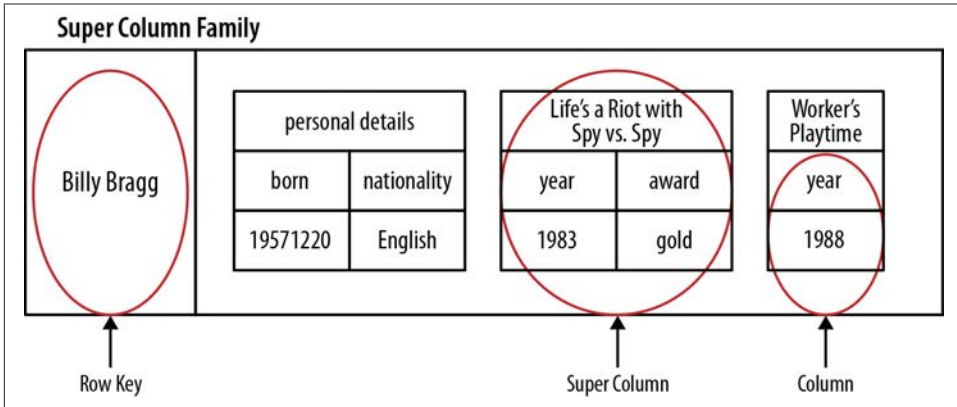 Super Column Family
Billy Bragg
personal details
born nationality
19571220 English
Life's a Riot with
Spy vs. Spy
year award
1983 gold
Worker's
Playtime
year
1988
Row Key
Super Column
Column